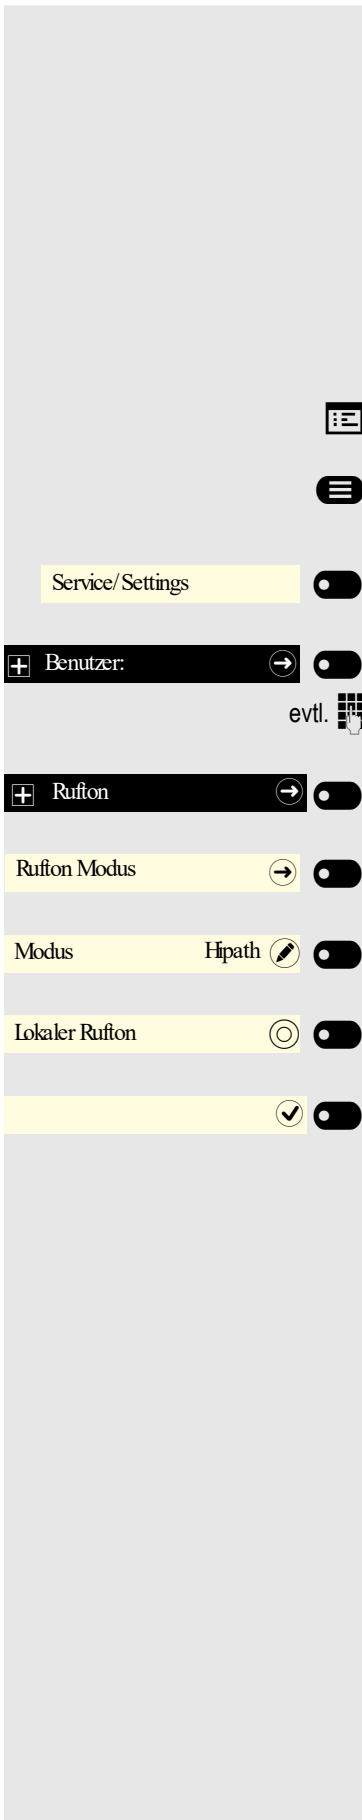 Service/Settings
Benutzer:
evtl.
Rufton
Rufton Modus
Modus Hipath
Lokaler Rufton